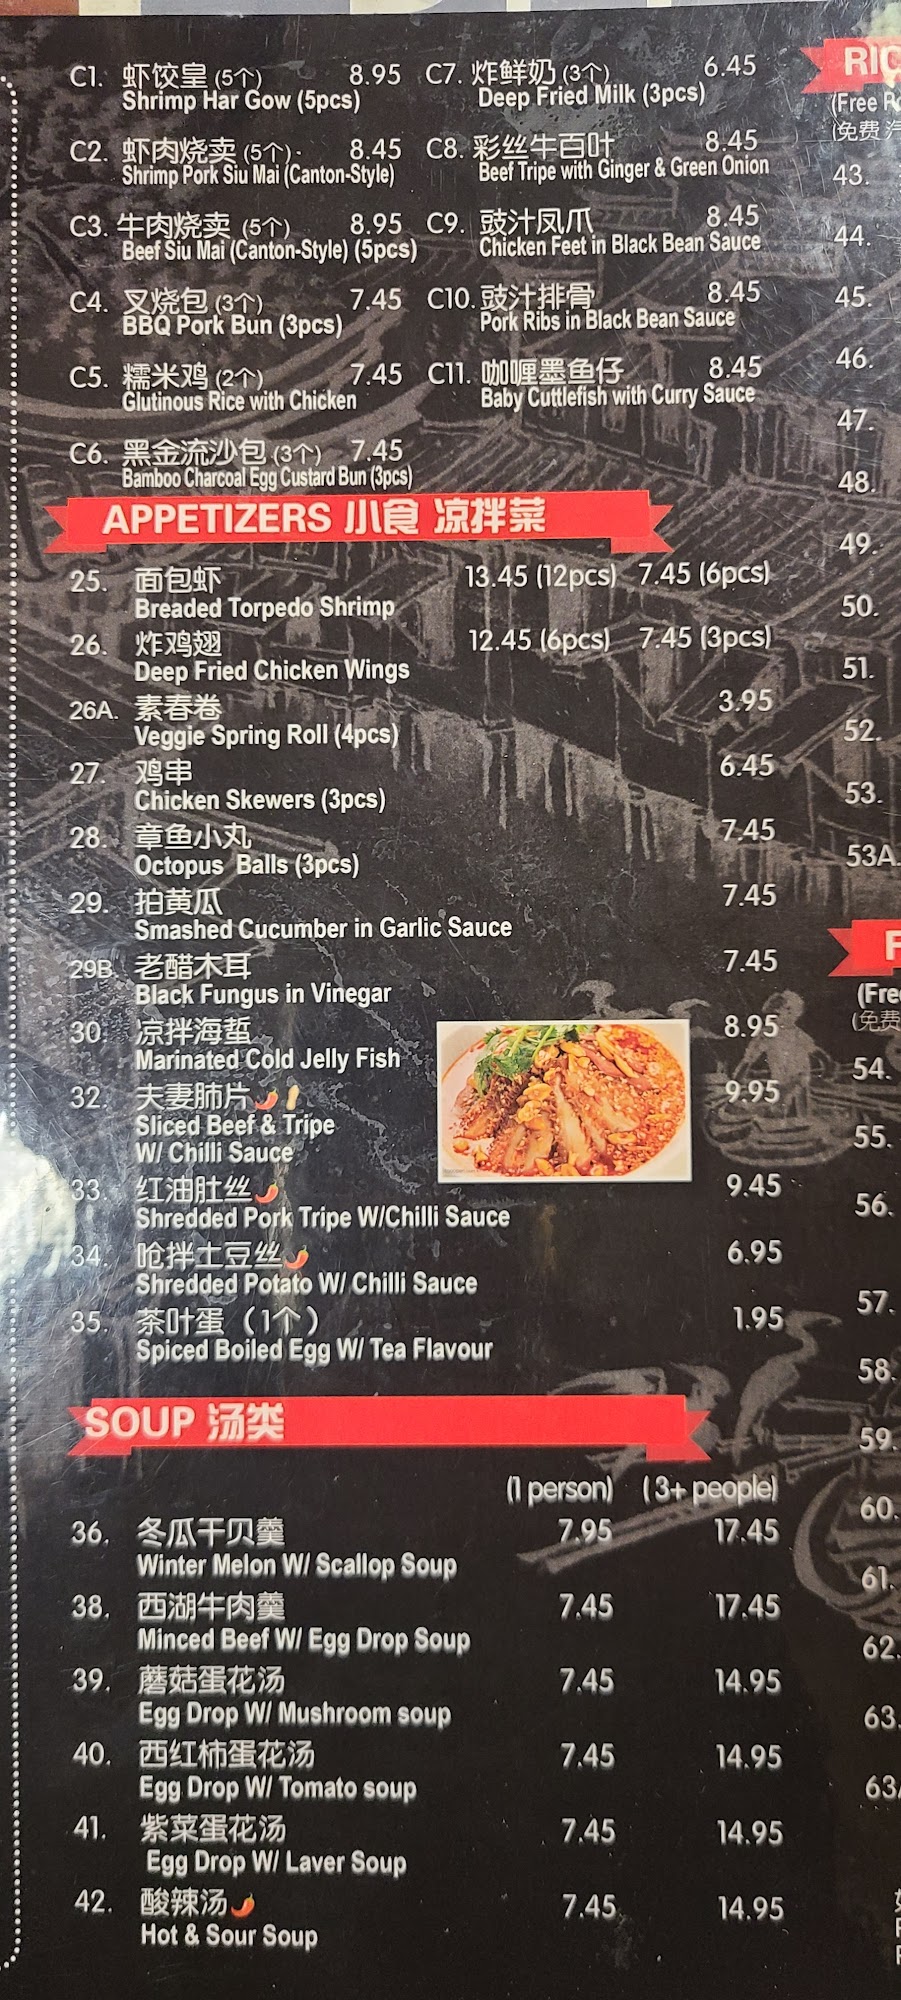 C1. 虾饺皇 (5个) 8.95
Shrimp Har Gow (5pcs)
C2. 虾肉烧卖 (5个) 8.45
Shrimp Pork Siu Mai (Canton-Style)
C3. 牛肉烧卖 (5个) 8.95
Beef Siu Mai (Canton-Style) (5pcs)
C4. 叉烧包 (3个) 7.45
BBQ Pork Bun (3pcs)
C5. 糯米鸡 (2个) 7.45
Glutinous Rice with Chicken
C6. 黑金流沙包 (3个) 7.45
Bamboo Charcoal Egg Custard Bun (3pcs)
C7. 炸鲜奶 (3个) 6.45
Deep Fried Milk (3pcs)
C8. 彩丝牛百叶 8.45
Beef Tripe with Ginger & Green Onion
C9. 豉汁凤爪 8.45
Chicken Feet in Black Bean Sauce
C10. 豉汁排骨 8.45
Pork Ribs in Black Bean Sauce
C11. 咖喱墨鱼仔 8.45
Baby Cuttlefish with Curry Sauce
APPETIZERS 小食 凉拌菜
25. 面包虾 13.45 (12pcs) 7.45 (6pcs)
Breaded Torpedo Shrimp
26. 炸鸡翅 12.45 (6pcs) 7.45 (3pcs)
Deep Fried Chicken Wings
26A. 素春卷 3.95
Veggie Spring Roll (4pcs)
27. 鸡串 6.45
Chicken Skewers (3pcs)
28. 章鱼小丸 7.45
Octopus Balls (3pcs)
29. 拍黄瓜 7.45
Smashed Cucumber in Garlic Sauce
29B. 老醋木耳 7.45
Black Fungus in Vinegar
30. 凉拌海蜇 8.95
Marinated Cold Jelly Fish
32. 夫妻肺片 9.95
Sliced Beef & Tripe
W/ Chilli Sauce
33. 红油肚丝 9.45
Shredded Pork Tripe W/Chilli Sauce
34. 呛拌土豆丝 6.95
Shredded Potato W/ Chilli Sauce
35. 茶叶蛋（1个） 1.95
Spiced Boiled Egg W/ Tea Flavour
SOUP 汤类
(1 person) (3+ people)
36. 冬瓜干贝羹 7.95 17.45
Winter Melon W/ Scallop Soup
38. 西湖牛肉羹 7.45 17.45
Minced Beef W/ Egg Drop Soup
39. 蘑菇蛋花汤 7.45 14.95
Egg Drop W/ Mushroom soup
40. 西红柿蛋花汤 7.45 14.95
Egg Drop W/ Tomato soup
41. 紫菜蛋花汤 7.45 14.95
Egg Drop W/ Laver Soup
42. 酸辣汤 7.45 14.95
Hot & Sour Soup
RIC
(Free
(免费
43.
44.
45.
46.
47.
48.
49.
50.
51.
52.
53.
53A.
F
(Free
(免费
54.
55.
56.
57.
58.
59.
60.
61.
62.
63.
63A